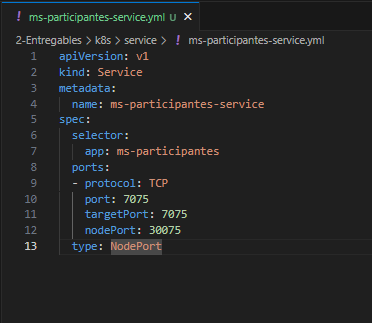 ms-participantes-service.yml U
2-Entregables > k8s > service > ms-participantes-service.yml
1 apiVersion: v1
2 kind: Service
3 metadata:
4   name: ms-participantes-service
5 spec:
6   selector:
7     app: ms-participantes
8   ports:
9   - protocol: TCP
10     port: 7075
11     targetPort: 7075
12     nodePort: 30075
13   type: NodePort